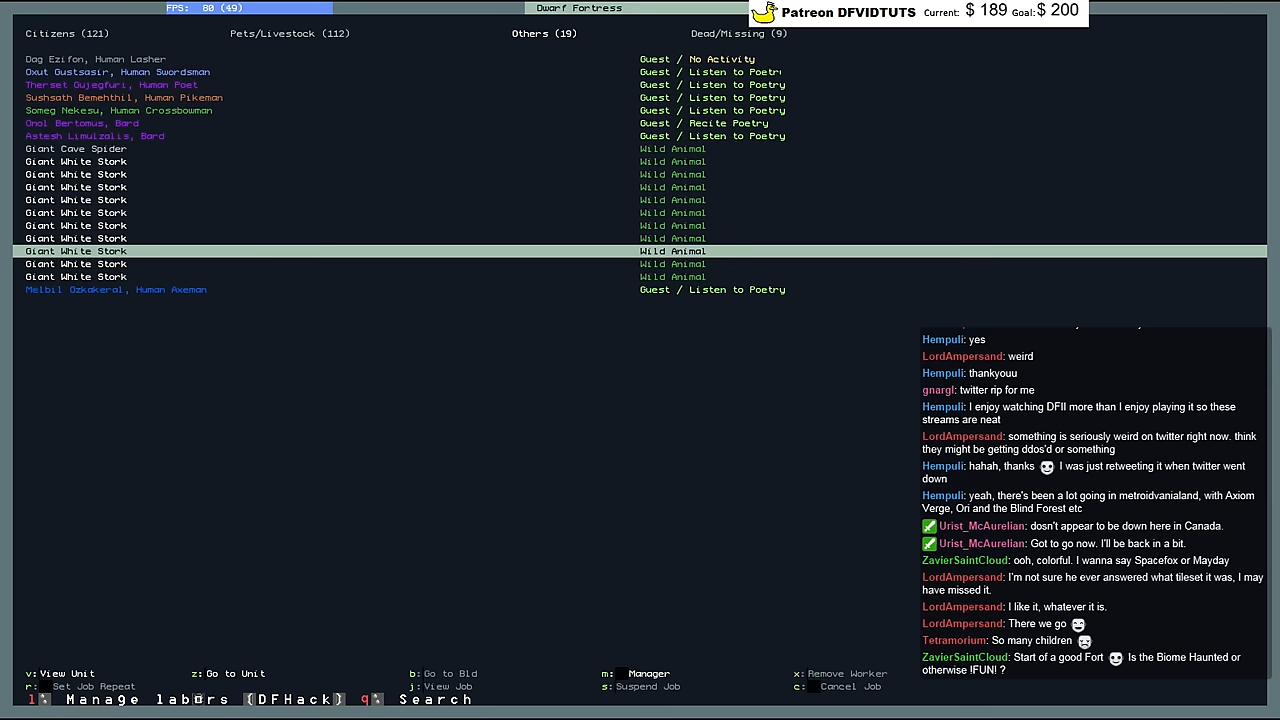 FPS: 80 (49) Dwarf Fortress
Patreon DFVIDTUTS Current: $ 189 Goal:$ 200
Citizens (121) Pets/Livestock (112) Others (19) Dead/Missing (9)
Dag Ezifon, Human Lasher Guest / No Activity
Oxut Gustsasir, Human Swordsman Guest / Listen to Poetr
Therset Gujegfuri, Human Poet Guest / Listen to Poetry
Sushsath Bemehthil, Human Pikeman Guest / Listen to Poetry
Someg Nekesu, Human Crossbowman Guest / Listen to Poetry
Onol Bertomus, Bard Guest / Recite Poetry
Astesh Limuizalis, Bard Guest / Listen to Poetry
Giant Cave Spider Wild Animal
Giant White Stork Wild Animal
Giant White Stork Wild Animal
Giant White Stork Wild Animal
Giant White Stork Wild Animal
Giant White Stork Wild Animal
Giant White Stork Wild Animal
Giant White Stork Wild Animal
Giant White Stork Wild Animal
Giant White Stork Wild Animal
Giant White Stork Wild Animal
Melbil Ozkakeral, Human Axeman Guest / Listen to Poetry
Hempuli: yes
LordAmpersand: weird
Hempuli: thankyouu
gnargl: twitter rip for me
Hempuli: I enjoy watching DFII more than I enjoy playing it so these
streams are neat
LordAmpersand: something is seriously weird on twitter right now. think
they might be getting ddos'd or something
Hempuli: hahah, thanks I was just retweeting it when twitter went
down
Hempuli: yeah, there's been a lot going in metroidvanialand, with Axiom
Verge, Ori and the Blind Forest etc
Urist_McAurelian: dosn't appear to be down here in Canada.
Urist_McAurelian: Got to go now. I'll be back in a bit.
ZavierSaintCloud: ooh, colorful. I wanna say Spacefox or Mayday
LordAmpersand: I'm not sure he ever answered what tileset it was, I may
have missed it.
LordAmpersand: I like it, whatever it is.
LordAmpersand: There we go
Tetramorium: So many children
ZavierSaintCloud: Start of a good Fort Is the Biome Haunted or
otherwise !FUN! ?
v: View Unit z: Go to Unit b: Go to Bld m: Manager x: Remove Worker
r: Set Job Repeat j: View Job s: Suspend Job c: Cancel Job
l: Manage labors {DFHack} q: Search